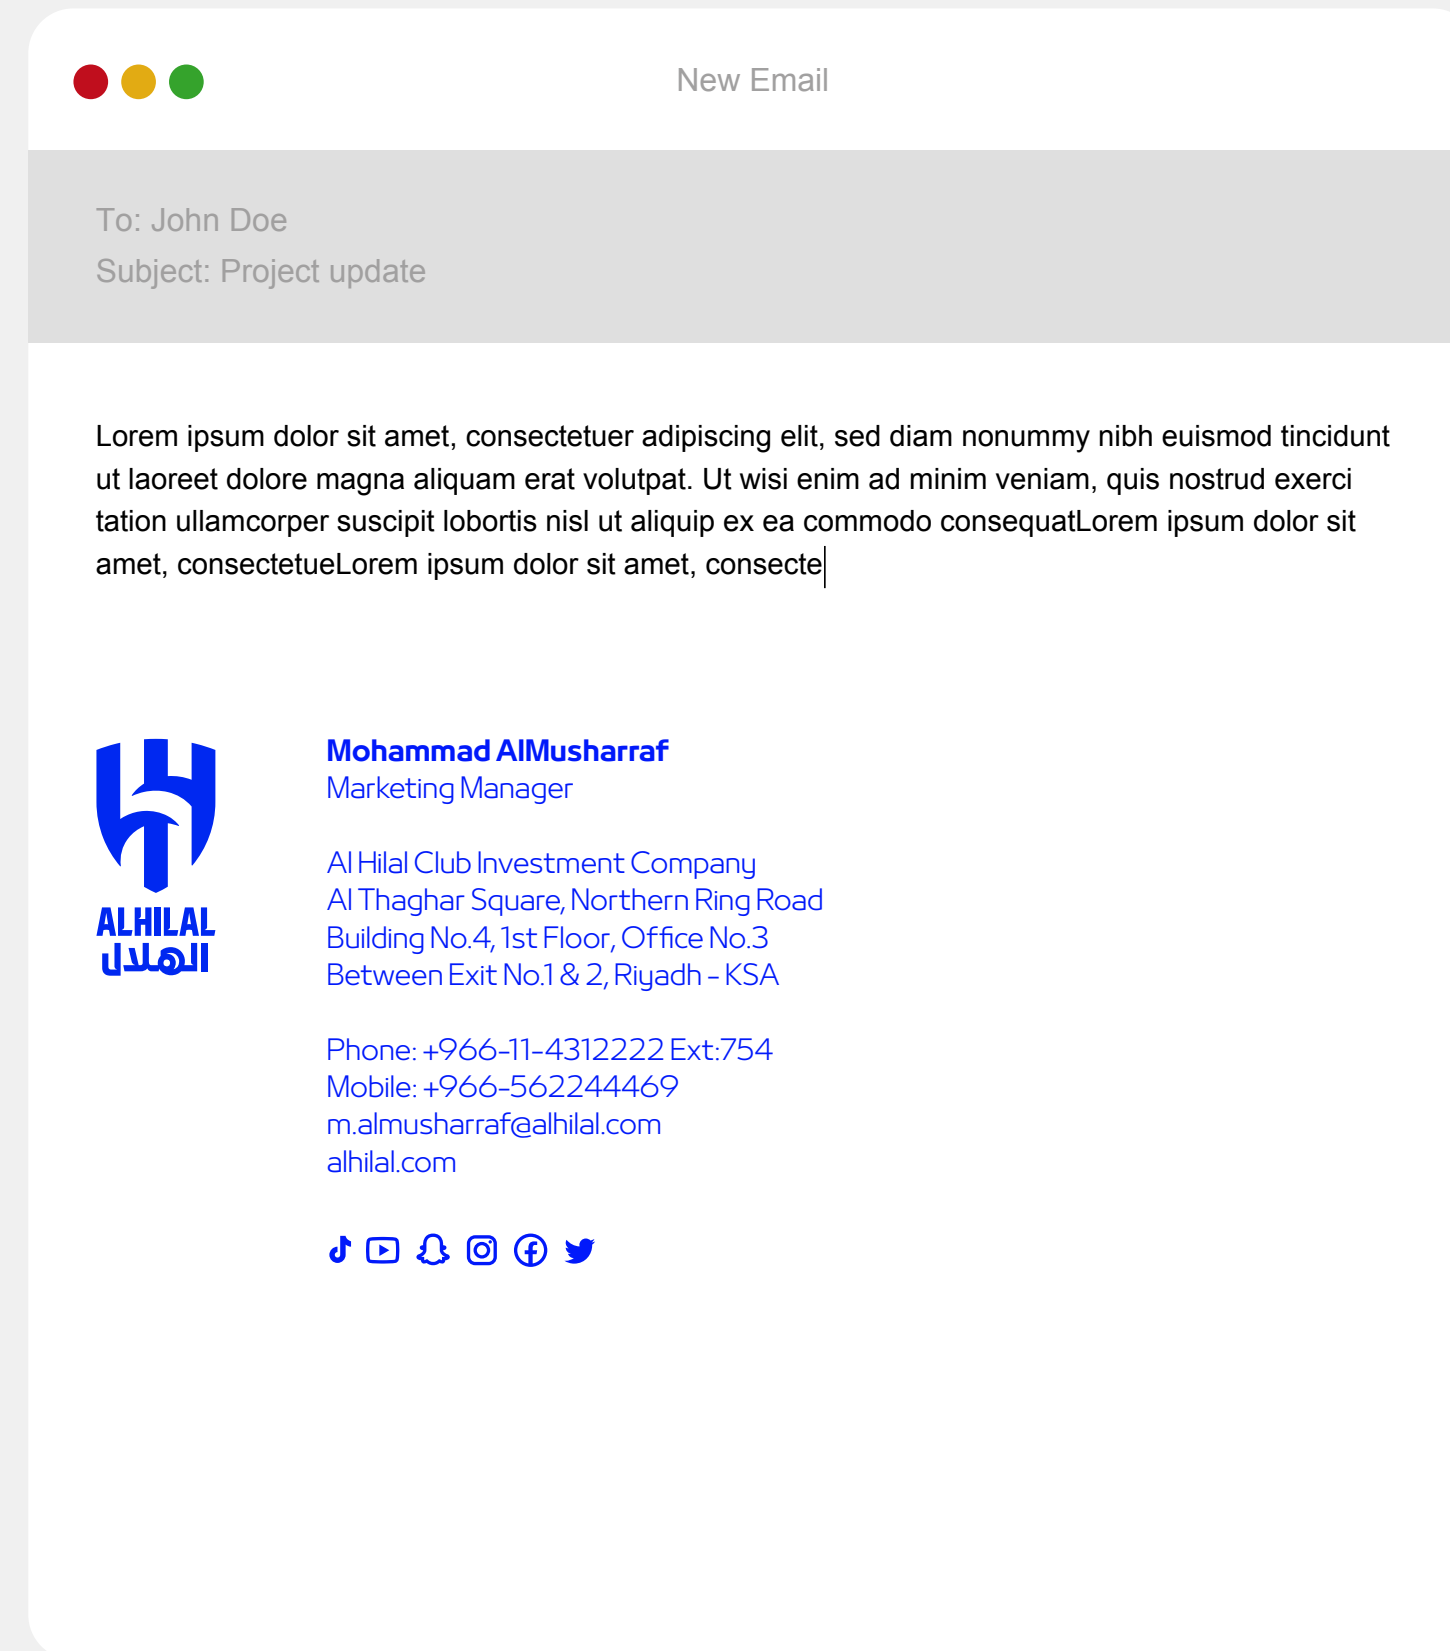 New Email
To: John Doe
Subject: Project update
Lorem ipsum dolor sit amet, consectetuer adipiscing elit, sed diam nonummy nibh euismod tincidunt
ut laoreet dolore magna aliquam erat volutpat. Ut wisi enim ad minim veniam, quis nostrud exerci
tation ullamcorper suscipit lobortis nisl ut aliquip ex ea commodo consequatLorem ipsum dolor sit
amet, consectetueLorem ipsum dolor sit amet, consecte
ALHILAL
الهلال
Mohammad AlMusharraf
Marketing Manager
Al Hilal Club Investment Company
Al Thaghar Square, Northern Ring Road
Building No.4, 1st Floor, Office No.3
Between Exit No.1 & 2, Riyadh - KSA
Phone: +966-11-4312222 Ext:754
Mobile: +966-562244469
m.almusharraf@alhilal.com
alhilal.com